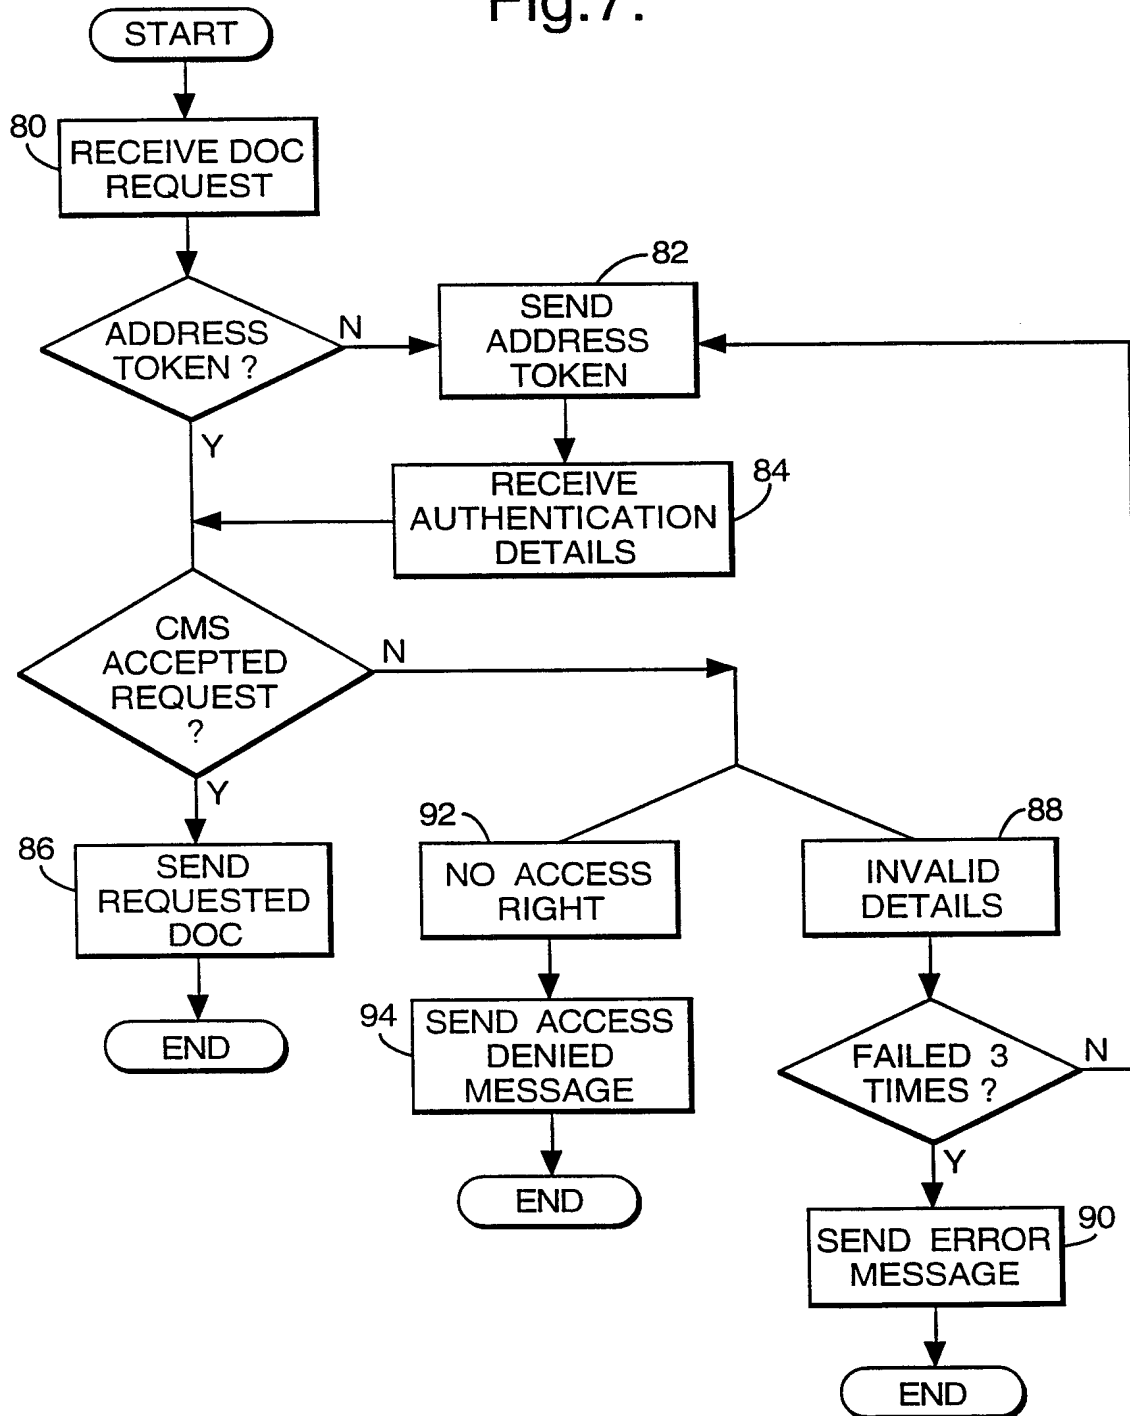 Fig.7.
START
80
RECEIVE DOC
REQUEST
82
SEND
ADDRESS
TOKEN
ADDRESS
TOKEN ?
N
Y
84
RECEIVE
AUTHENTICATION
DETAILS
CMS
ACCEPTED
REQUEST
?
N
Y
86
SEND
REQUESTED
DOC
END
92
NO ACCESS
RIGHT
88
INVALID
DETAILS
94
SEND ACCESS
DENIED
MESSAGE
END
FAILED 3
TIMES ?
N
Y
90
SEND ERROR
MESSAGE
END